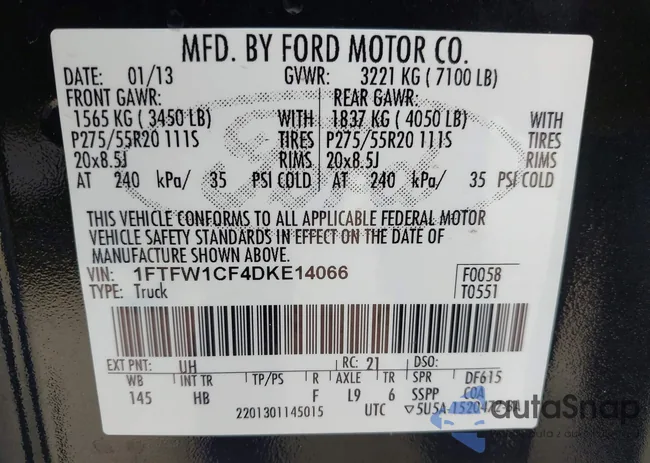 MFD. BY FORD MOTOR CO.
DATE: 01/13 GVWR: 3221 KG ( 7100 LB)
FRONT GAWR: REAR GAWR:
1565 KG ( 3450 LB) WITH 1837 KG ( 4050 LB) WITH
P275/55R20 111S TIRES P275/55R20 111S TIRES
20x8.5J RIMS 20x8.5J RIMS
AT 240 kPa/ 35 PSI COLD AT 240 kPa/ 35 PSI COLD
THIS VEHICLE CONFORMS TO ALL APPLICABLE FEDERAL MOTOR
VEHICLE SAFETY STANDARDS IN EFFECT ON THE DATE OF
MANUFACTURE SHOWN ABOVE.
VIN: 1FTFW1CF4DKE14066 F0058
TYPE: Truck T0551
EXT PNT: UH RC: 21 DSO:
WB INT TR TP/PS R AXLE TR SPR DF615
145 HB F L9 6 SSPP COA
2201301145015 UTC ▽5U5A-1520472-
autoSnap